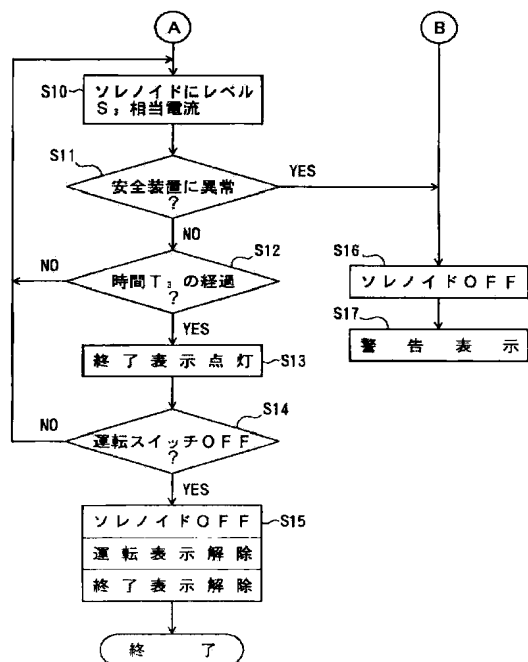 A
B
S10
ソレノイドにレベル
S₃相当電流
S11
安全装置に異常
?
YES
NO
S12
時間T₃の経過
?
NO
YES
S16
ソレノイドOFF
S17
警告表示
終了表示点灯
S13
S14
運転スイッチOFF
?
NO
YES
ソレノイドOFF
S15
運転表示解除
終了表示解除
終了